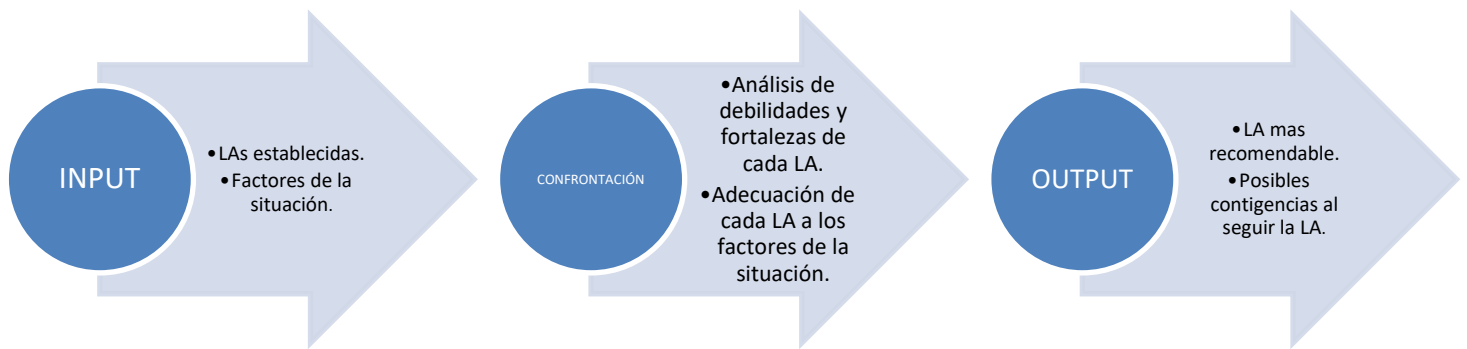 INPUT
•LAs establecidas.
•Factores de la
situación.
CONFRONTACIÓN
•Análisis de
debilidades y
fortalezas de
cada LA.
•Adecuación de
cada LA a los
factores de la
situación.
OUTPUT
•LA mas
recomendable.
•Posibles
contigencias al
seguir la LA.